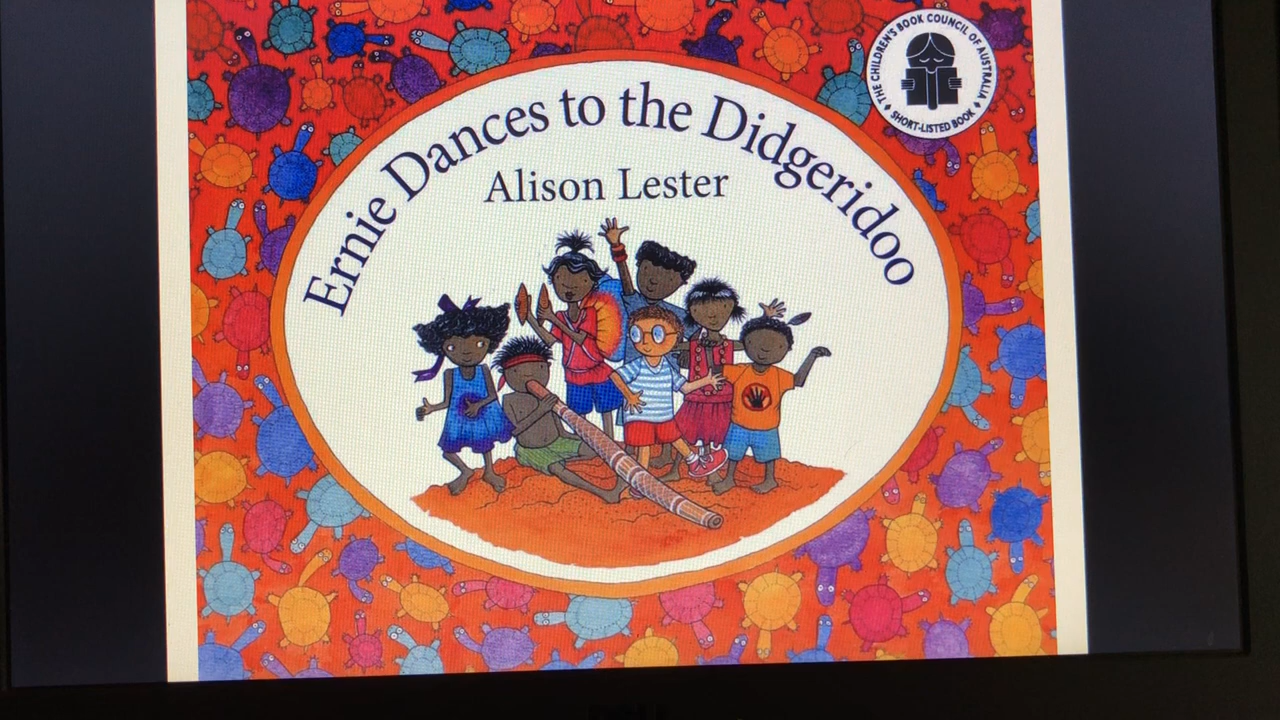 Ernie Dances to the Didgeridoo
Alison Lester
THE CHILDREN'S BOOK COUNCIL OF AUSTRALIA
SHORT-LISTED BOOK